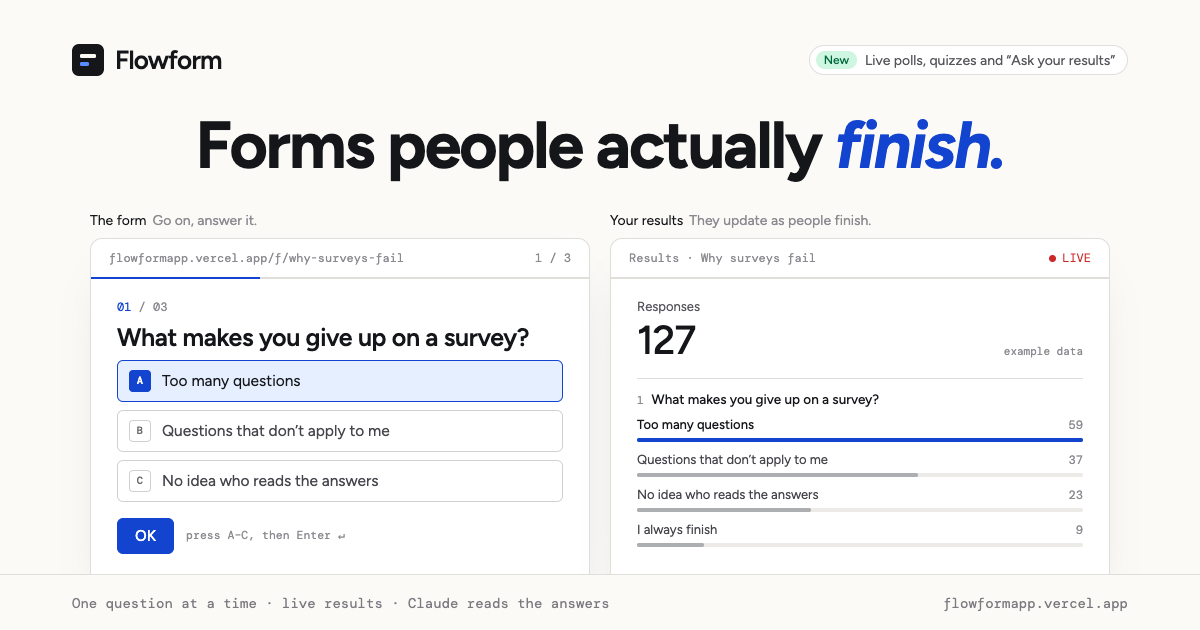 Flowform
New Live polls, quizzes and “Ask your results”
Forms people actually finish.
The form Go on, answer it.
flowformapp.vercel.app/f/why-surveys-fail 1 / 3
01 / 03
What makes you give up on a survey?
A Too many questions
B Questions that don’t apply to me
C No idea who reads the answers
OK press A–C, then Enter ↵
Your results They update as people finish.
Results · Why surveys fail LIVE
Responses
127
example data
1 What makes you give up on a survey?
Too many questions 59
Questions that don’t apply to me 37
No idea who reads the answers 23
I always finish 9
One question at a time · live results · Claude reads the answers
flowformapp.vercel.app